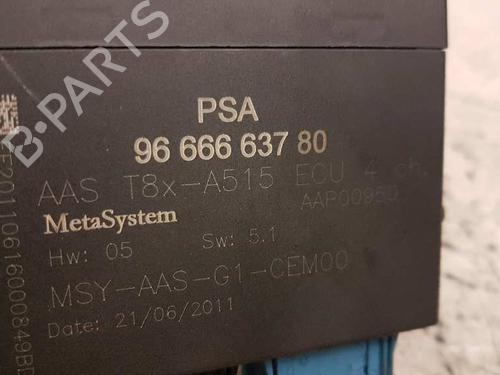 PSA
96 666 637 80
AAS T8x-A515 ECU 4 ch.
AAP00950
MetaSystem
Hw: 05 Sw: 5.1
MSY-AAS-G1-CEM00
Date: 21/06/2011
B-PARTS